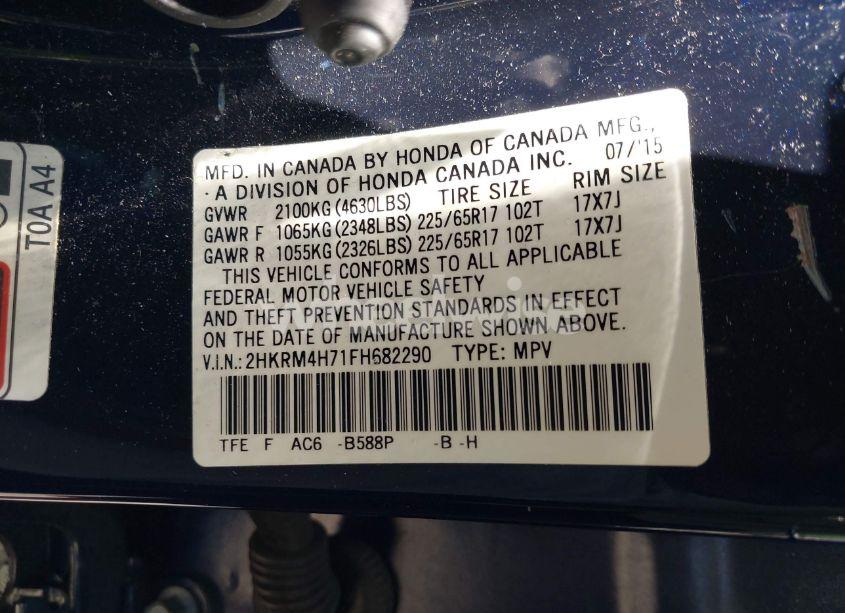 T0A A4
MFD. IN CANADA BY HONDA OF CANADA MFG.,
·A DIVISION OF HONDA CANADA INC. 07/'15
GVWR 2100KG(4630LBS) TIRE SIZE RIM SIZE
GAWR F 1065KG(2348LBS) 225/65R17 102T 17X7J
GAWR R 1055KG(2326LBS) 225/65R17 102T 17X7J
THIS VEHICLE CONFORMS TO ALL APPLICABLE
FEDERAL MOTOR VEHICLE SAFETY
AND THEFT PREVENTION STANDARDS IN EFFECT
ON THE DATE OF MANUFACTURE SHOWN ABOVE.
V.I.N.:2HKRM4H71FH682290 TYPE: MPV
TFE F AC6 -B588P -B -H